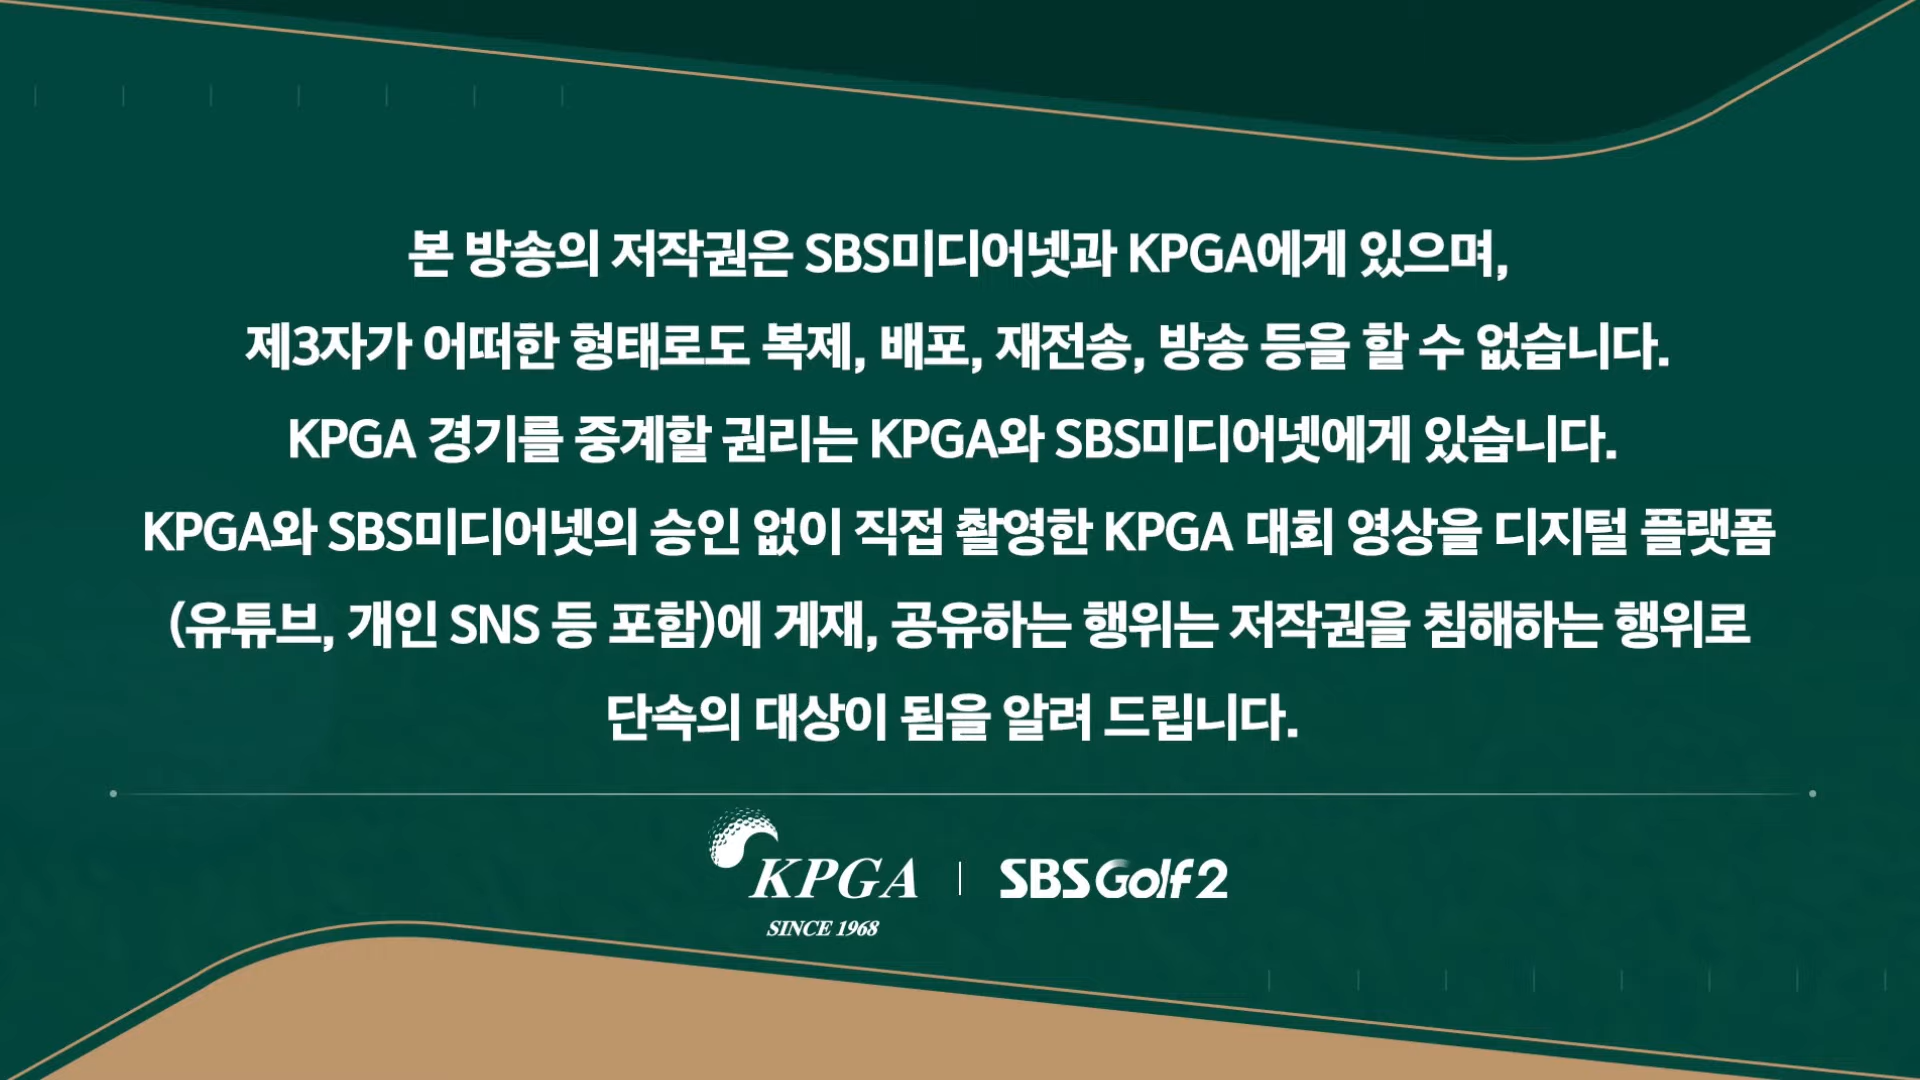 본 방송의 저작권은 SBS미디어넷과 KPGA에게 있으며,
제3자가 어떠한 형태로도 복제, 배포, 재전송, 방송 등을 할 수 없습니다.
KPGA 경기를 중계할 권리는 KPGA와 SBS미디어넷에게 있습니다.
KPGA와 SBS미디어넷의 승인 없이 직접 촬영한 KPGA 대회 영상을 디지털 플랫폼
(유튜브, 개인 SNS 등 포함)에 게재, 공유하는 행위는 저작권을 침해하는 행위로
단속의 대상이 됨을 알려 드립니다.
KPGA | SBS Golf 2
SINCE 1968